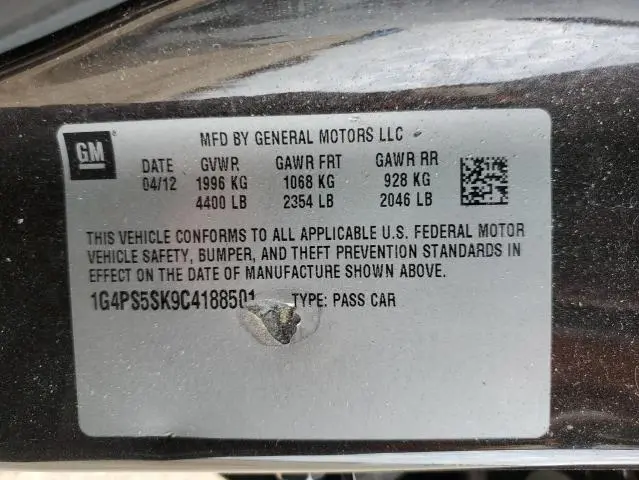 GM
MFD BY GENERAL MOTORS LLC
DATE GVWR GAWR FRT GAWR RR
04/12 1996 KG 1068 KG 928 KG
4400 LB 2354 LB 2046 LB
THIS VEHICLE CONFORMS TO ALL APPLICABLE U.S. FEDERAL MOTOR
VEHICLE SAFETY, BUMPER, AND THEFT PREVENTION STANDARDS IN
EFFECT ON THE DATE OF MANUFACTURE SHOWN ABOVE.
1G4PS5SK9C4188501 TYPE: PASS CAR